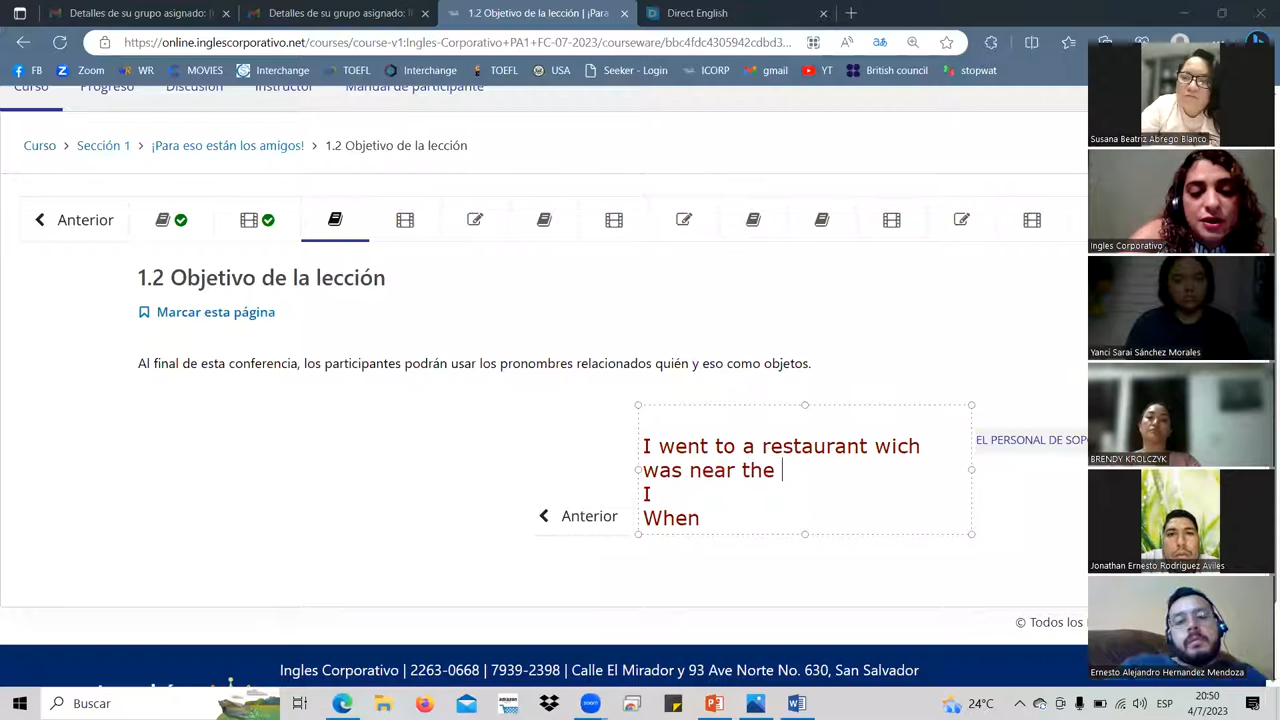 Detalles de su grupo asignado: I
Detalles de su grupo asignado: I
1.2 Objetivo de la lección | ¡Para
Direct English
https://online.inglescorporativo.net/courses/course-v1:Ingles-Corporativo+PA1+FC-07-2023/courseware/bbc4fdc4305942cdbd3...
FB
Zoom
WR
MOVIES
Interchange
TOEFL
Interchange
TOEFL
USA
Seeker - Login
ICORP
gmail
YT
British council
stopwat
Curso
Progreso
Discusión
Instructor
Manual de participante
Curso > Sección 1 > ¡Para eso están los amigos! > 1.2 Objetivo de la lección
Anterior
1.2 Objetivo de la lección
Marcar esta página
Al final de esta conferencia, los participantes podrán usar los pronombres relacionados quién y eso como objetos.
EL PERSONAL DE SOP
I went to a restaurant wich
was near the
I
When
Anterior
© Todos los
Ingles Corporativo | 2263-0668 | 7939-2398 | Calle El Mirador y 93 Ave Norte No. 630, San Salvador
Susana Beatriz Abrego Blanco
Ingles Corporativo
Yanci Sarai Sánchez Morales
BRENDY KROLCZYK
Jonathan Ernesto Rodriguez Aviles
Ernesto Alejandro Hernandez Mendoza
Buscar
24°C
ESP
20:50
4/7/2023